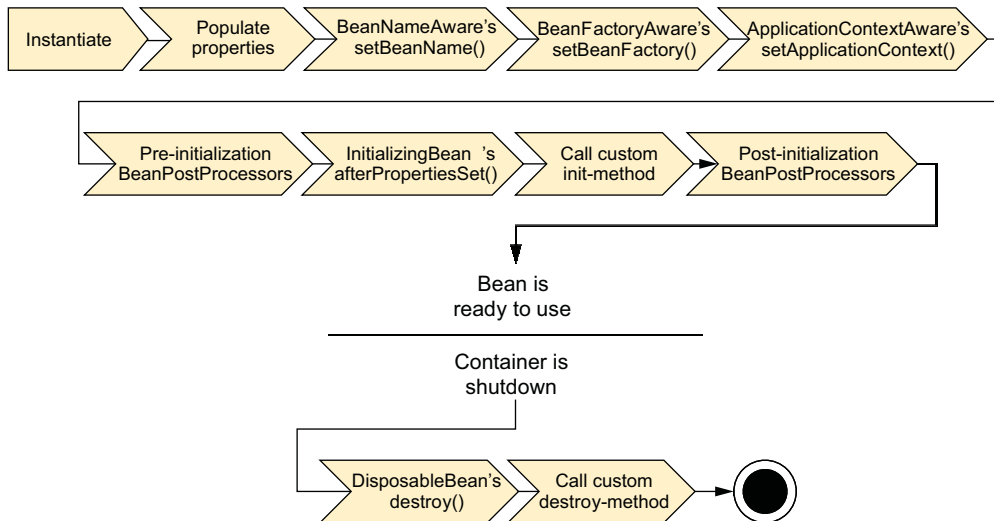 Instantiate
Populate
properties
BeanNameAware's
setBeanName()
BeanFactoryAware's
setBeanFactory()
ApplicationContextAware's
setApplicationContext()
Pre-initialization
BeanPostProcessors
InitializingBean 's
afterPropertiesSet()
Call custom
init-method
Post-initialization
BeanPostProcessors
Bean is
ready to use
Container is
shutdown
DisposableBean's
destroy()
Call custom
destroy-method